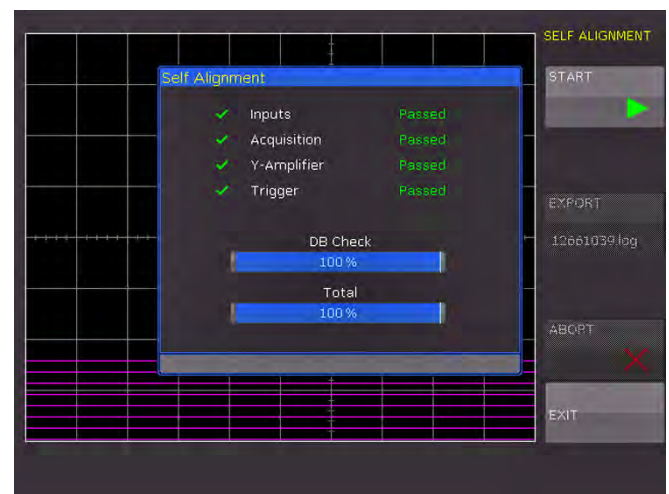 SELF ALIGNMENT
Self Alignment
Inputs Passed
Acquisition Passed
Y-Amplifier Passed
Trigger Passed
DB Check
100 %
Total
100 %
START
EXPORT
12661039.log
ABORT
EXIT